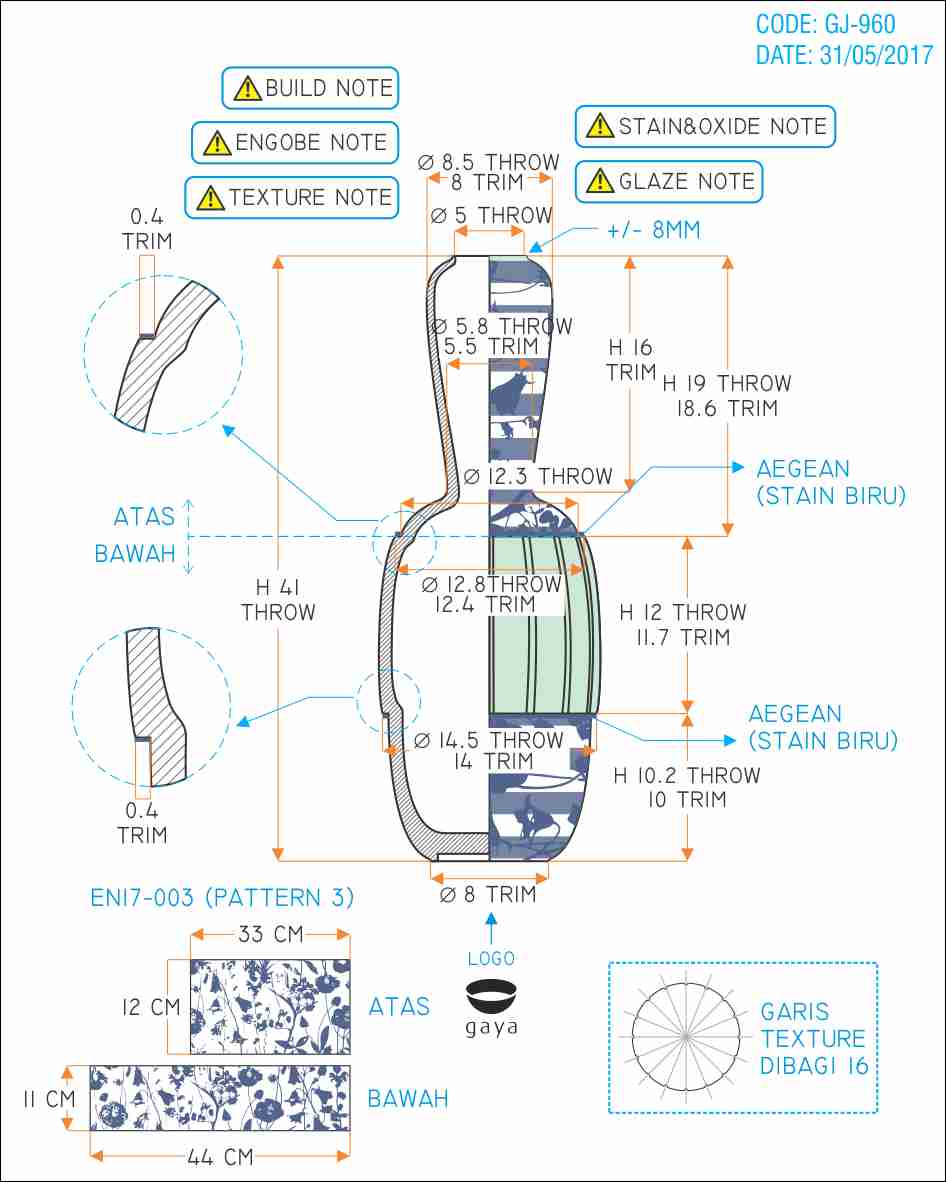 CODE: GJ-960
DATE: 31/05/2017
BUILD NOTE
ENGOBE NOTE
TEXTURE NOTE
STAIN&OXIDE NOTE
GLAZE NOTE
Ø 8.5 THROW
8 TRIM
Ø 5 THROW
+/- 8MM
0.4
TRIM
Ø 5.8 THROW
5.5 TRIM
H 16
TRIM
H 19 THROW
18.6 TRIM
Ø 12.3 THROW
AEGEAN
(STAIN BIRU)
ATAS
BAWAH
H 41
THROW
Ø 12.8THROW
12.4 TRIM
H 12 THROW
11.7 TRIM
AEGEAN
(STAIN BIRU)
Ø 14.5 THROW
14 TRIM
H 10.2 THROW
10 TRIM
0.4
TRIM
Ø 8 TRIM
EN17-003 (PATTERN 3)
33 CM
12 CM
ATAS
11 CM
BAWAH
44 CM
LOGO
gaya
GARIS
TEXTURE
DIBAGI 16